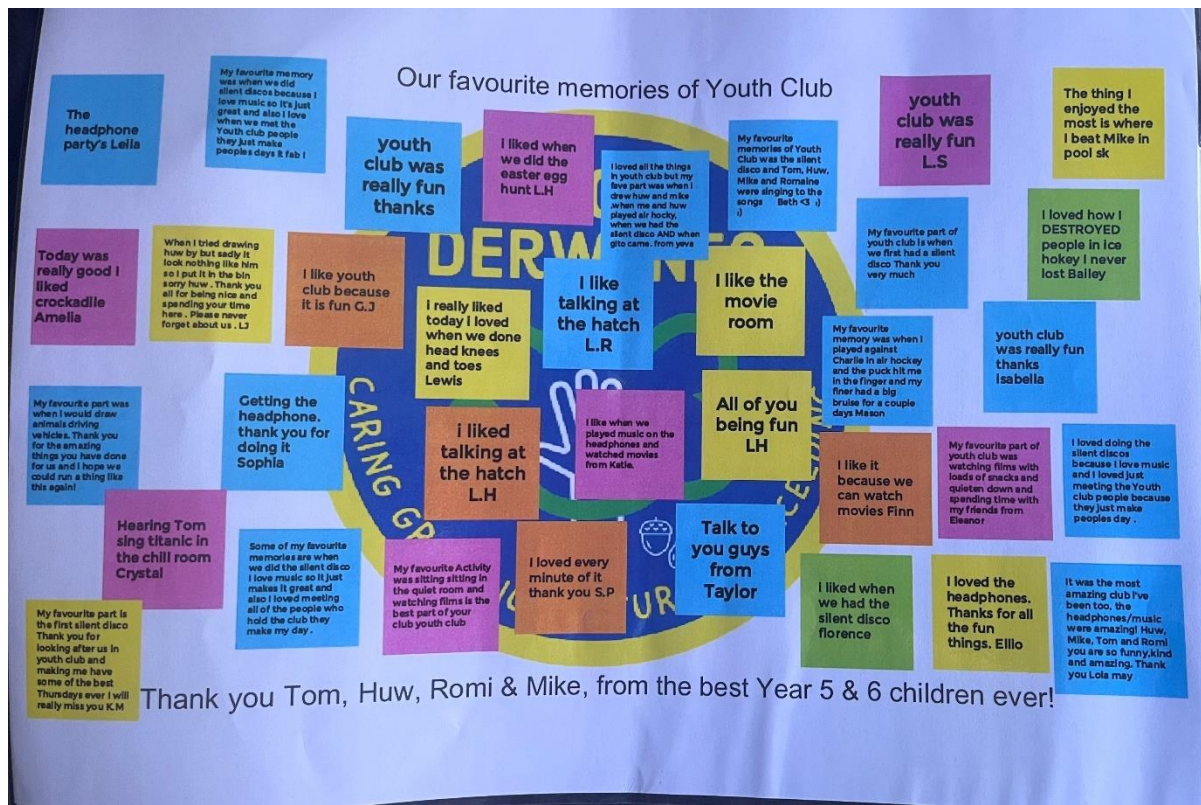 Our favourite memories of Youth Club
The
headphone
party's Leila
My favourite memory
was when we did
silent discos because I
love music so it's just
great and also I love
when we met the
Youth club people
they just make
peoples days it fab !
youth
club was
really fun
thanks
I liked when
we did the
easter egg
hunt L.H
I loved all the things
in youth club but my
fave part was when I
drew huw and mike
,when me and huw
played air hocky,
when we had the
silent disco AND when
gito came. from yeva
My favourite
memories of Youth
Club was the silent
disco and Tom, Huw,
Mike and Romaine
were singing to the
songs Beth <3 :)
:)
youth
club was
really fun
L.S
The thing I
enjoyed the
most is where
I beat Mike in
pool sk
Today was
really good I
liked
crockadile
Amelia
When I tried drawing
huw by but sadly it
look nothing like him
so I put it in the bin
sorry huw . Thank you
all for being nice and
spending your time
here . Please never
forget about us . LJ
I like youth
club because
it is fun G.J
I really liked
today I loved
when we done
head knees
and toes
Lewis
I like
talking at
the hatch
L.R
I like the
movie
room
My favourite part of
youth club is when
we first had a silent
disco Thank you
very much
I loved how I
DESTROYED
people in ice
hokey I never
lost Bailey
My favourite
memory was when I
played against
Charlie in air hockey
and the puck hit me
in the finger and my
finer had a big
bruise for a couple
days Mason
youth club
was really fun
thanks
Isabella
My favourite part was
when I would draw
animals driving
vehicles. Thank you
for the amazing
things you have done
for us and I hope we
could run a thing like
this again!
Getting the
headphone.
thank you for
doing it
Sophia
i liked
talking at
the hatch
L.H
I like when we
played music on the
headphones and
watched movies
from Katie.
All of you
being fun
LH
I like it
because we
can watch
movies Finn
My favourite part of
youth club was
watching films with
loads of snacks and
quieten down and
spending time with
my friends from
Eleanor
I loved doing the
silent discos
because I love music
and I loved just
meeting the Youth
club people because
they just make
peoples day .
Hearing Tom
sing titanic in
the chill room
Crystal
Some of my favourite
memories are when
we did the silent disco
I love music so it just
makes it great and
also I loved meeting
all of the people who
hold the club they
make my day .
My favourite Activity
was sitting sitting in
the quiet room and
watching films is the
best part of your
club youth club
I loved every
minute of it
thank you S.P
Talk to
you guys
from
Taylor
I liked when
we had the
silent disco
florence
I loved the
headphones.
Thanks for all
the fun
things. Ellio
It was the most
amazing club I've
been too, the
headphones/music
were amazing! Huw,
Mike, Tom and Romi
you are so funny,kind
and amazing. Thank
you Lola may
My favourite part is
the first silent disco
Thank you for
looking after us in
youth club and
making me have
some of the best
Thursdays ever I will
really miss you K.M
Thank you Tom, Huw, Romi & Mike, from the best Year 5 & 6 children ever!
CARING